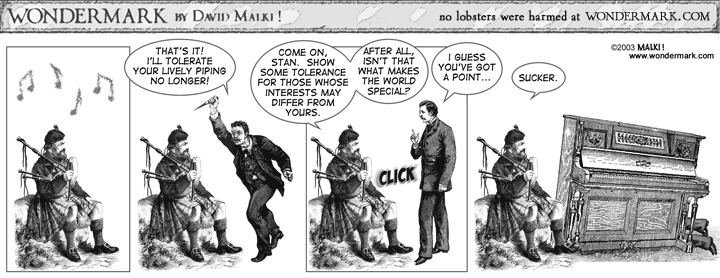 WONDERMARK BY DAVID MALKI !
no lobsters were harmed at WONDERMARK.COM
©2003 MALKI !
www.wondermark.com
THAT'S IT!
I'LL TOLERATE
YOUR LIVELY PIPING
NO LONGER!
COME ON,
STAN. SHOW
SOME TOLERANCE
FOR THOSE WHOSE
INTERESTS MAY
DIFFER FROM
YOURS.
AFTER ALL,
ISN'T THAT
WHAT MAKES
THE WORLD
SPECIAL?
I GUESS
YOU'VE GOT
A POINT...
CLICK
SUCKER.